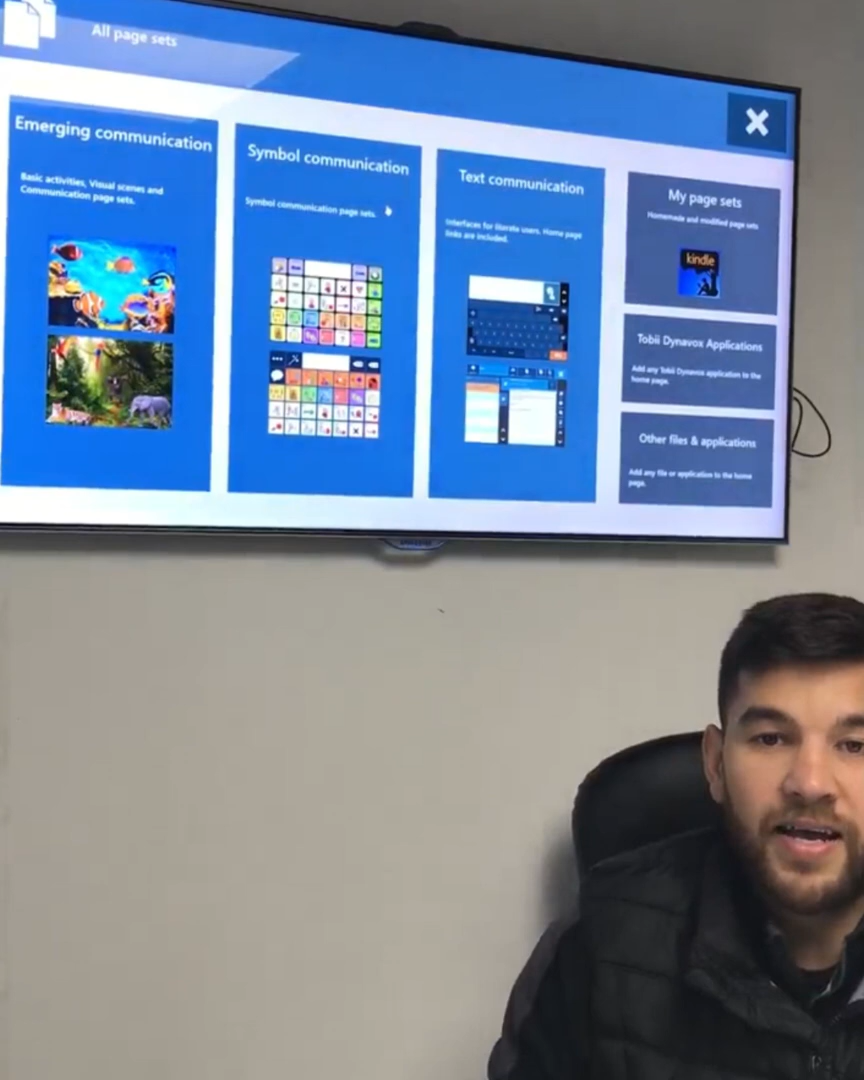 All page sets
Emerging communication
Basic activities, Visual scenes and
Communication page sets.
Symbol communication
Symbol communication page sets.
Text communication
Interfaces for literate users. Home page
links are included.
My page sets
Homemade and modified page sets
kindle
Tobii Dynavox Applications
Add any Tobii Dynavox application to the
home page.
Other files & applications
Add any file or application to the home
page.